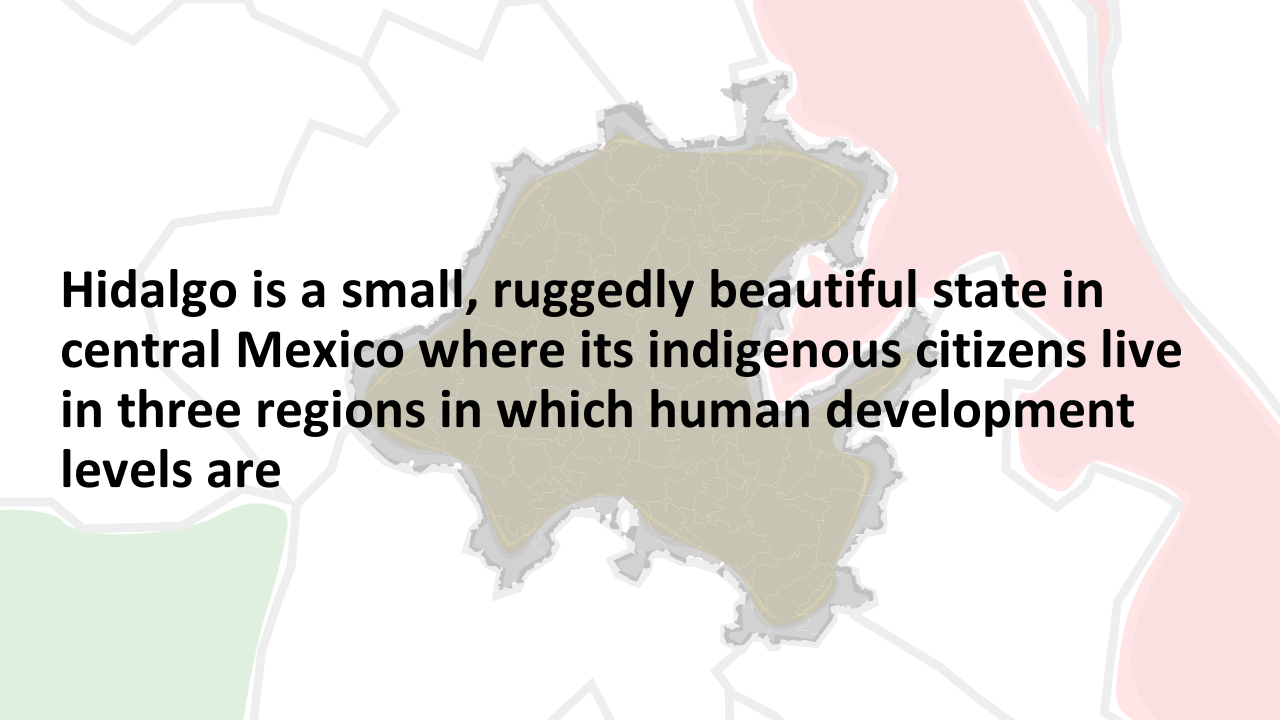 Hidalgo is a small, ruggedly beautiful state in
central Mexico where its indigenous citizens live
in three regions in which human development
levels are